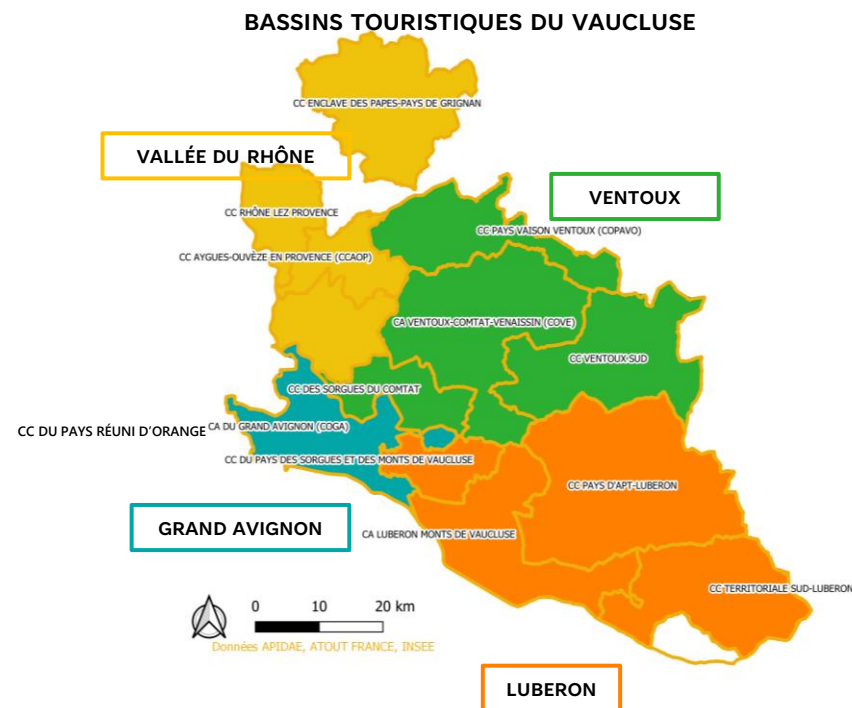 BASSINS TOURISTIQUES DU VAUCLUSE
CC ENCLAVE DES PAPES-PAYS DE GRIGNAN
VALLÉE DU RHÔNE
VENTOUX
CC RHÔNE LEZ PROVENCE
CC PAYS VAISON VENTOUX (COPAVO)
CC AYGUES-OUVÈZE EN PROVENCE (CCAOP)
CA VENTOUX-COMTAT-VENAISSIN (COVE)
CC VENTOUX SUD
CC DES SORGUES DU COMTAT
CC DU PAYS RÉUNI D'ORANGE
CA DU GRAND AVIGNON (COGA)
CC DU PAYS DES SORGUES ET DES MONTS DE VAUCLUSE
CC PAYS D'APT-LUBERON
GRAND AVIGNON
CA LUBERON MONTS DE VAUCLUSE
CC TERRITORIALE SUD-LUBERON
0 10 20 km
Données APIDAE, ATOUT FRANCE, INSEE
LUBERON